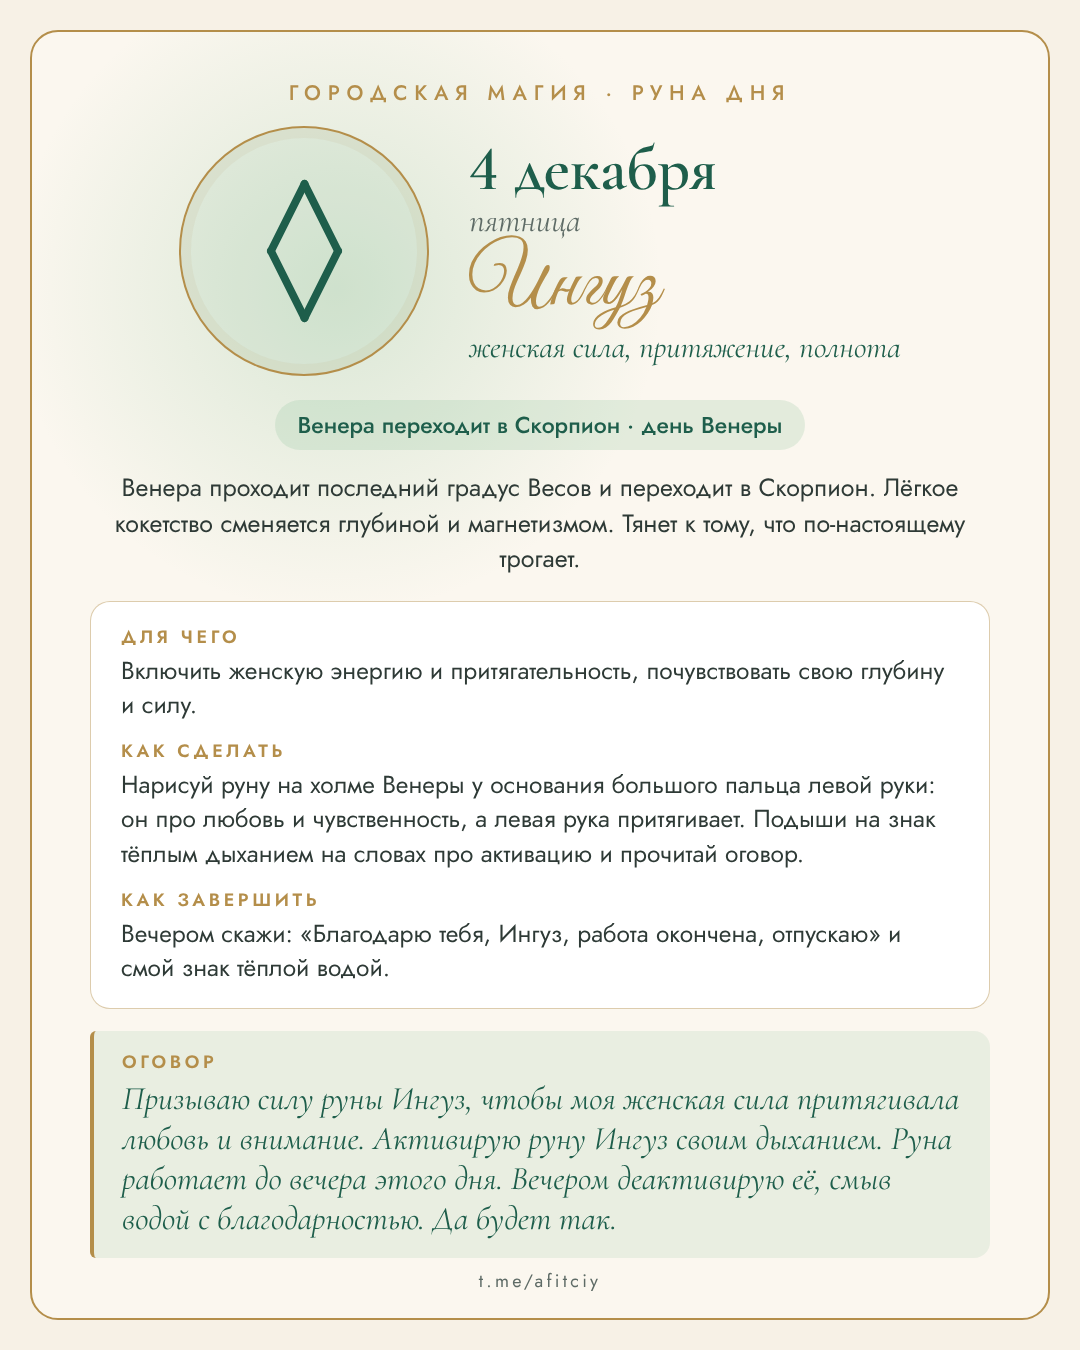 ГОРОДСКАЯ МАГИЯ · РУНА ДНЯ
4 декабря
пятница
Ингуз
женская сила, притяжение, полнота
Венера переходит в Скорпион · день Венеры
Венера проходит последний градус Весов и переходит в Скорпион. Лёгкое
кокетство сменяется глубиной и магнетизмом. Тянет к тому, что по-настоящему
трогает.
ДЛЯ ЧЕГО
Включить женскую энергию и притягательность, почувствовать свою глубину
и силу.
КАК СДЕЛАТЬ
Нарисуй руну на холме Венеры у основания большого пальца левой руки:
он про любовь и чувственность, а левая рука притягивает. Подыши на знак
тёплым дыханием на словах про активацию и прочитай оговор.
КАК ЗАВЕРШИТЬ
Вечером скажи: «Благодарю тебя, Ингуз, работа окончена, отпускаю» и
смой знак тёплой водой.
ОГОВОР
Призываю силу руны Ингуз, чтобы моя женская сила притягивала
любовь и внимание. Активирую руну Ингуз своим дыханием. Руна
работает до вечера этого дня. Вечером деактивирую её, смыв
водой с благодарностью. Да будет так.
t.me/afitciy